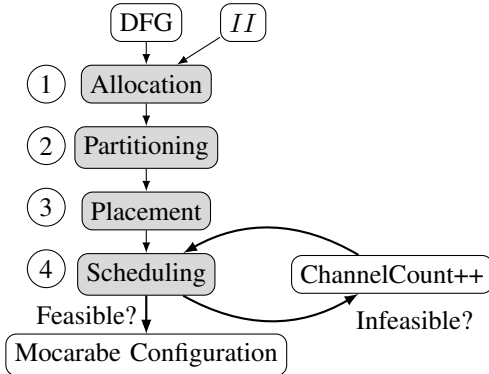 DFG
II
1 Allocation
2 Partitioning
3 Placement
4 Scheduling
ChannelCount++
Feasible?
Infeasible?
Mocarabe Configuration